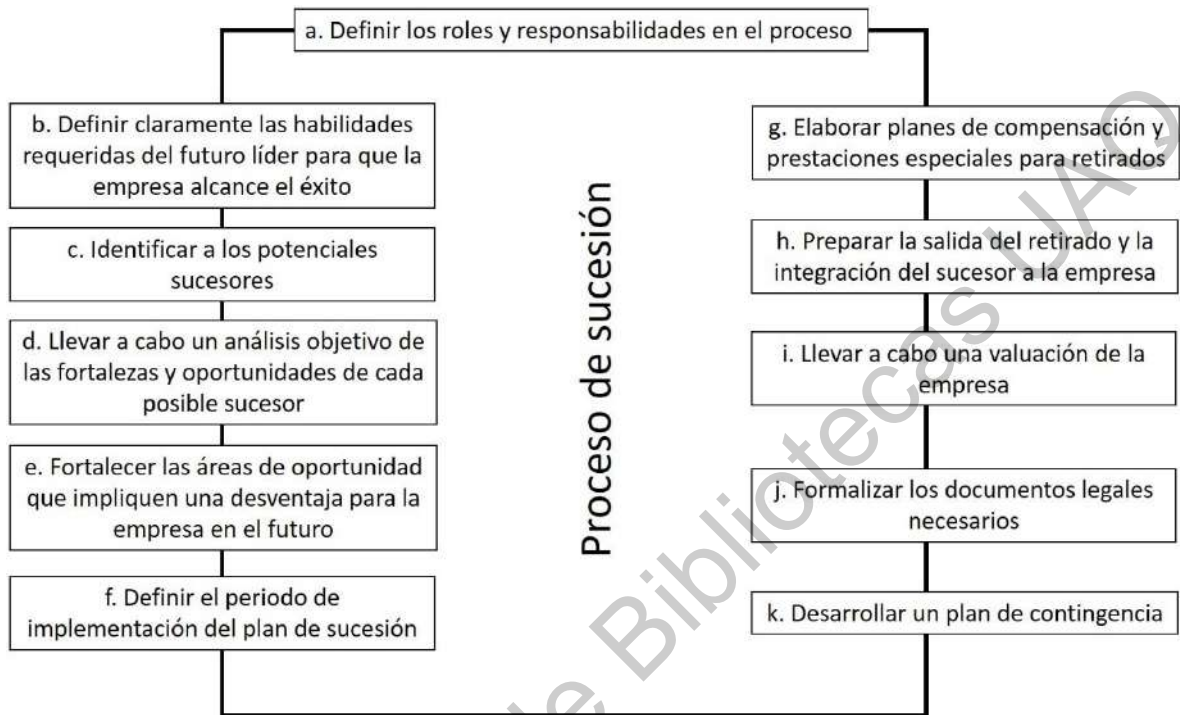 a. Definir los roles y responsabilidades en el proceso
b. Definir claramente las habilidades
requeridas del futuro líder para que la
empresa alcance el éxito
c. Identificar a los potenciales
sucesores
d. Llevar a cabo un análisis objetivo de
las fortalezas y oportunidades de cada
posible sucesor
e. Fortalecer las áreas de oportunidad
que impliquen una desventaja para la
empresa en el futuro
f. Definir el periodo de
implementación del plan de sucesión
Proceso de sucesión
g. Elaborar planes de compensación y
prestaciones especiales para retirados
h. Preparar la salida del retirado y la
integración del sucesor a la empresa
i. Llevar a cabo una valuación de la
empresa
j. Formalizar los documentos legales
necesarios
k. Desarrollar un plan de contingencia
de Bibliotecas UAQ